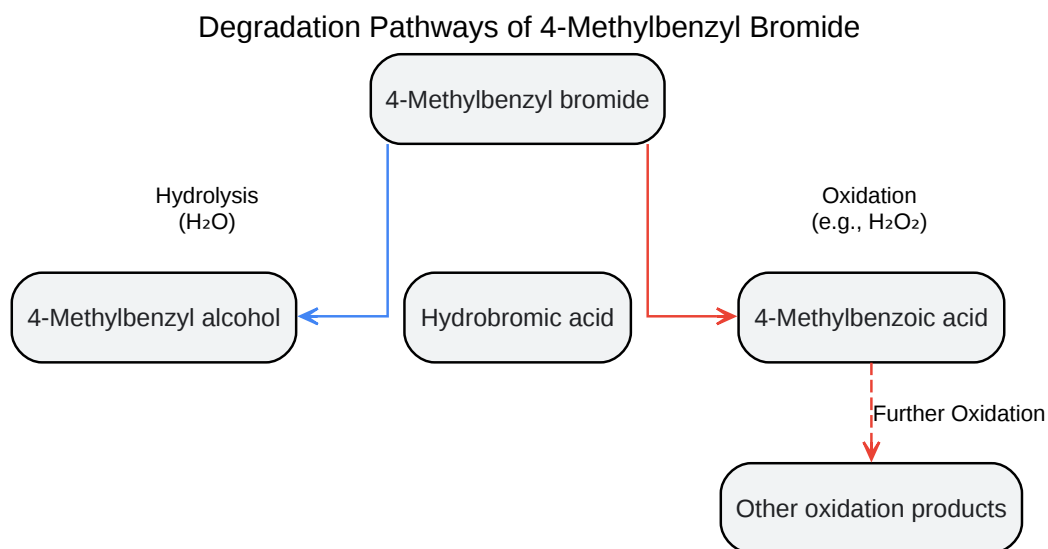 Degradation Pathways of 4-Methylbenzyl Bromide
4-Methylbenzyl bromide
Hydrolysis
(H₂O)
Oxidation
(e.g., H₂O₂)
4-Methylbenzyl alcohol
Hydrobromic acid
4-Methylbenzoic acid
Further Oxidation
Other oxidation products